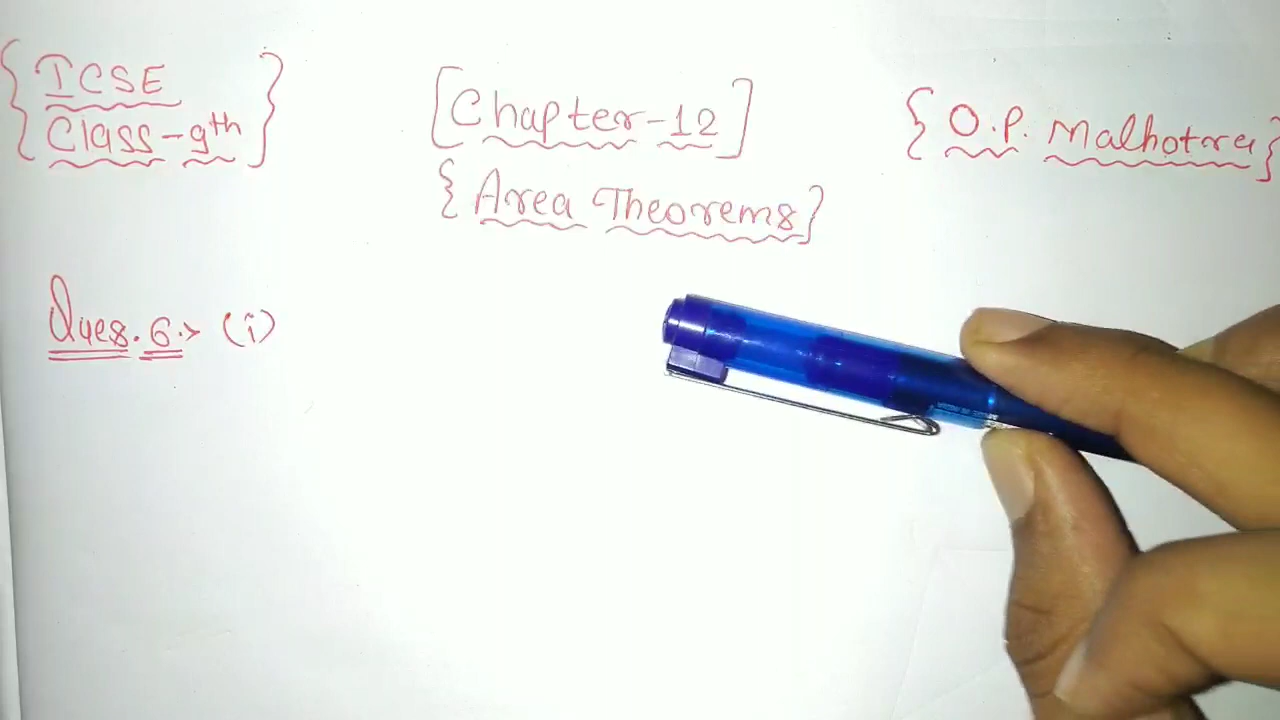 {ICSE
Class-9th}
[Chapter-12]
{Area Theorems}
{O.P. Malhotra}
Ques.6.> (i)